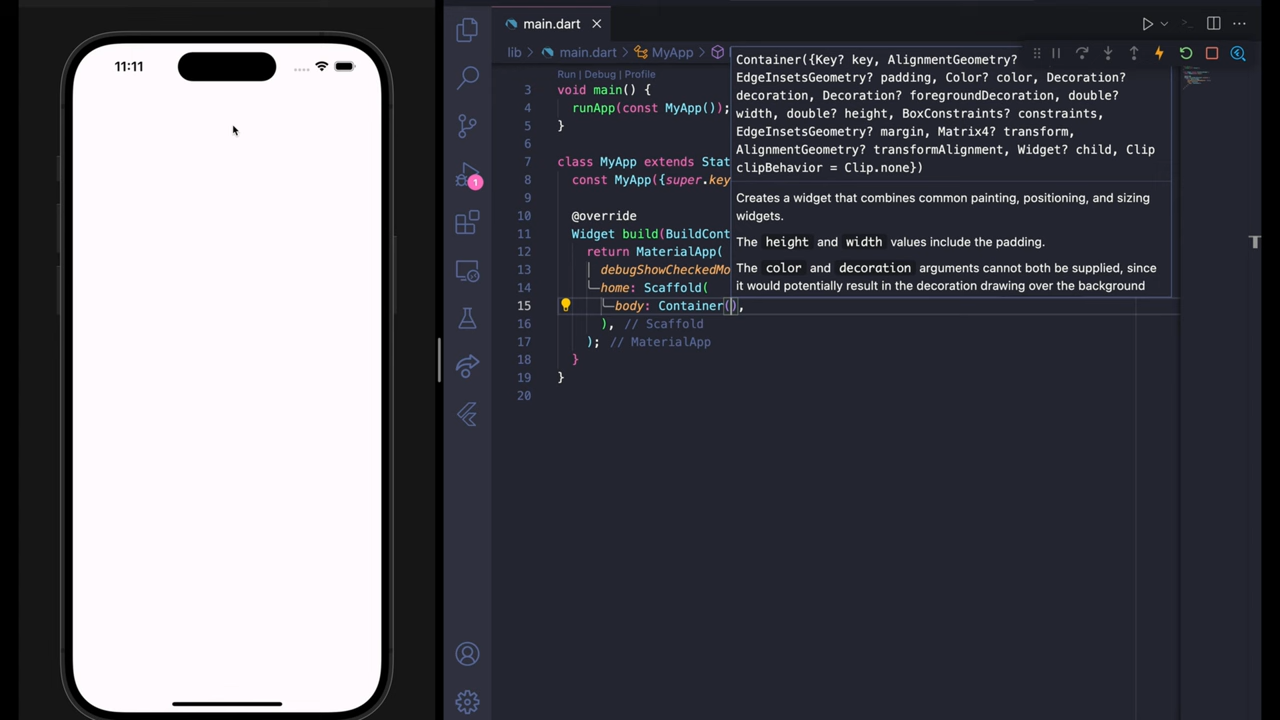 11:11
main.dart
lib › main.dart › MyApp ›
Run | Debug | Profile
3 void main() {
4 runApp(const MyApp());
5 }
6
7 class MyApp extends Stat
8 const MyApp({super.key
9
10 @override
11 Widget build(BuildCont
12 return MaterialApp(
13 debugShowCheckedMo
14 home: Scaffold(
15 body: Container(),
16 ), // Scaffold
17 ); // MaterialApp
18 }
19 }
20
Container({Key? key, AlignmentGeometry?
EdgeInsetsGeometry? padding, Color? color, Decoration?
decoration, Decoration? foregroundDecoration, double?
width, double? height, BoxConstraints? constraints,
EdgeInsetsGeometry? margin, Matrix4? transform,
AlignmentGeometry? transformAlignment, Widget? child, Clip
clipBehavior = Clip.none})
Creates a widget that combines common painting, positioning, and sizing
widgets.
The height and width values include the padding.
The color and decoration arguments cannot both be supplied, since
it would potentially result in the decoration drawing over the background
1